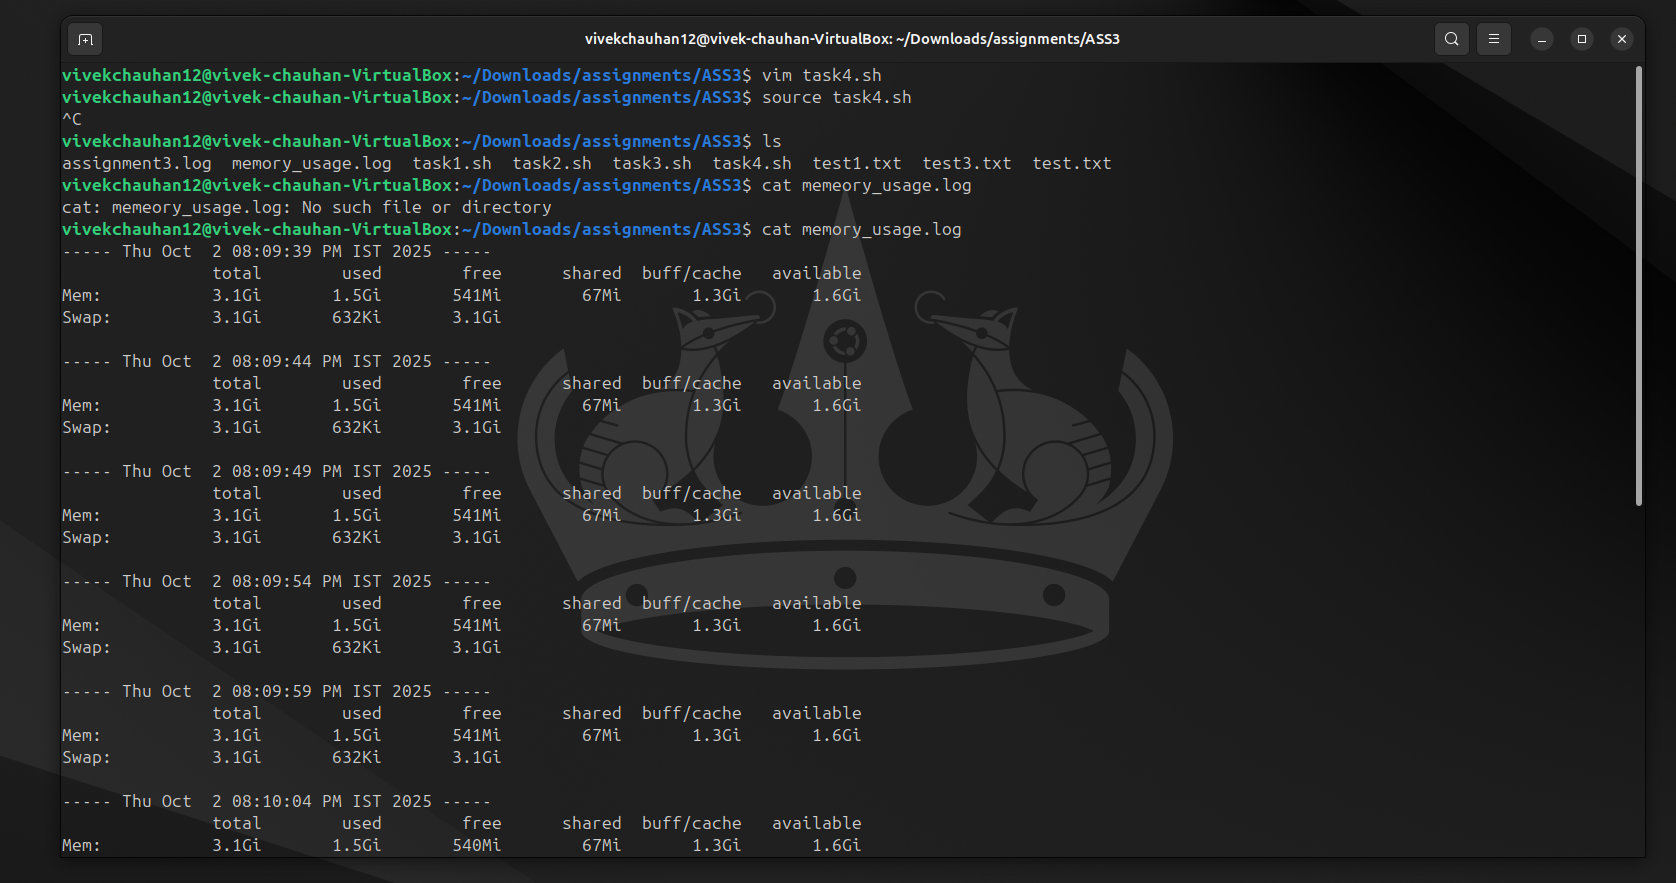 vivekchauhan12@vivek-chauhan-VirtualBox: ~/Downloads/assignments/ASS3
vivekchauhan12@vivek-chauhan-VirtualBox:~/Downloads/assignments/ASS3$ vim task4.sh
vivekchauhan12@vivek-chauhan-VirtualBox:~/Downloads/assignments/ASS3$ source task4.sh
^C
vivekchauhan12@vivek-chauhan-VirtualBox:~/Downloads/assignments/ASS3$ ls
assignment3.log  memory_usage.log  task1.sh  task2.sh  task3.sh  task4.sh  test1.txt  test3.txt  test.txt
vivekchauhan12@vivek-chauhan-VirtualBox:~/Downloads/assignments/ASS3$ cat memeory_usage.log
cat: memeory_usage.log: No such file or directory
vivekchauhan12@vivek-chauhan-VirtualBox:~/Downloads/assignments/ASS3$ cat memory_usage.log
----- Thu Oct  2 08:09:39 PM IST 2025 -----
               total        used        free      shared  buff/cache   available
Mem:           3.1Gi       1.5Gi       541Mi        67Mi       1.3Gi       1.6Gi
Swap:          3.1Gi       632Ki       3.1Gi
----- Thu Oct  2 08:09:44 PM IST 2025 -----
               total        used        free      shared  buff/cache   available
Mem:           3.1Gi       1.5Gi       541Mi        67Mi       1.3Gi       1.6Gi
Swap:          3.1Gi       632Ki       3.1Gi
----- Thu Oct  2 08:09:49 PM IST 2025 -----
               total        used        free      shared  buff/cache   available
Mem:           3.1Gi       1.5Gi       541Mi        67Mi       1.3Gi       1.6Gi
Swap:          3.1Gi       632Ki       3.1Gi
----- Thu Oct  2 08:09:54 PM IST 2025 -----
               total        used        free      shared  buff/cache   available
Mem:           3.1Gi       1.5Gi       541Mi        67Mi       1.3Gi       1.6Gi
Swap:          3.1Gi       632Ki       3.1Gi
----- Thu Oct  2 08:09:59 PM IST 2025 -----
               total        used        free      shared  buff/cache   available
Mem:           3.1Gi       1.5Gi       541Mi        67Mi       1.3Gi       1.6Gi
Swap:          3.1Gi       632Ki       3.1Gi
----- Thu Oct  2 08:10:04 PM IST 2025 -----
               total        used        free      shared  buff/cache   available
Mem:           3.1Gi       1.5Gi       540Mi        67Mi       1.3Gi       1.6Gi